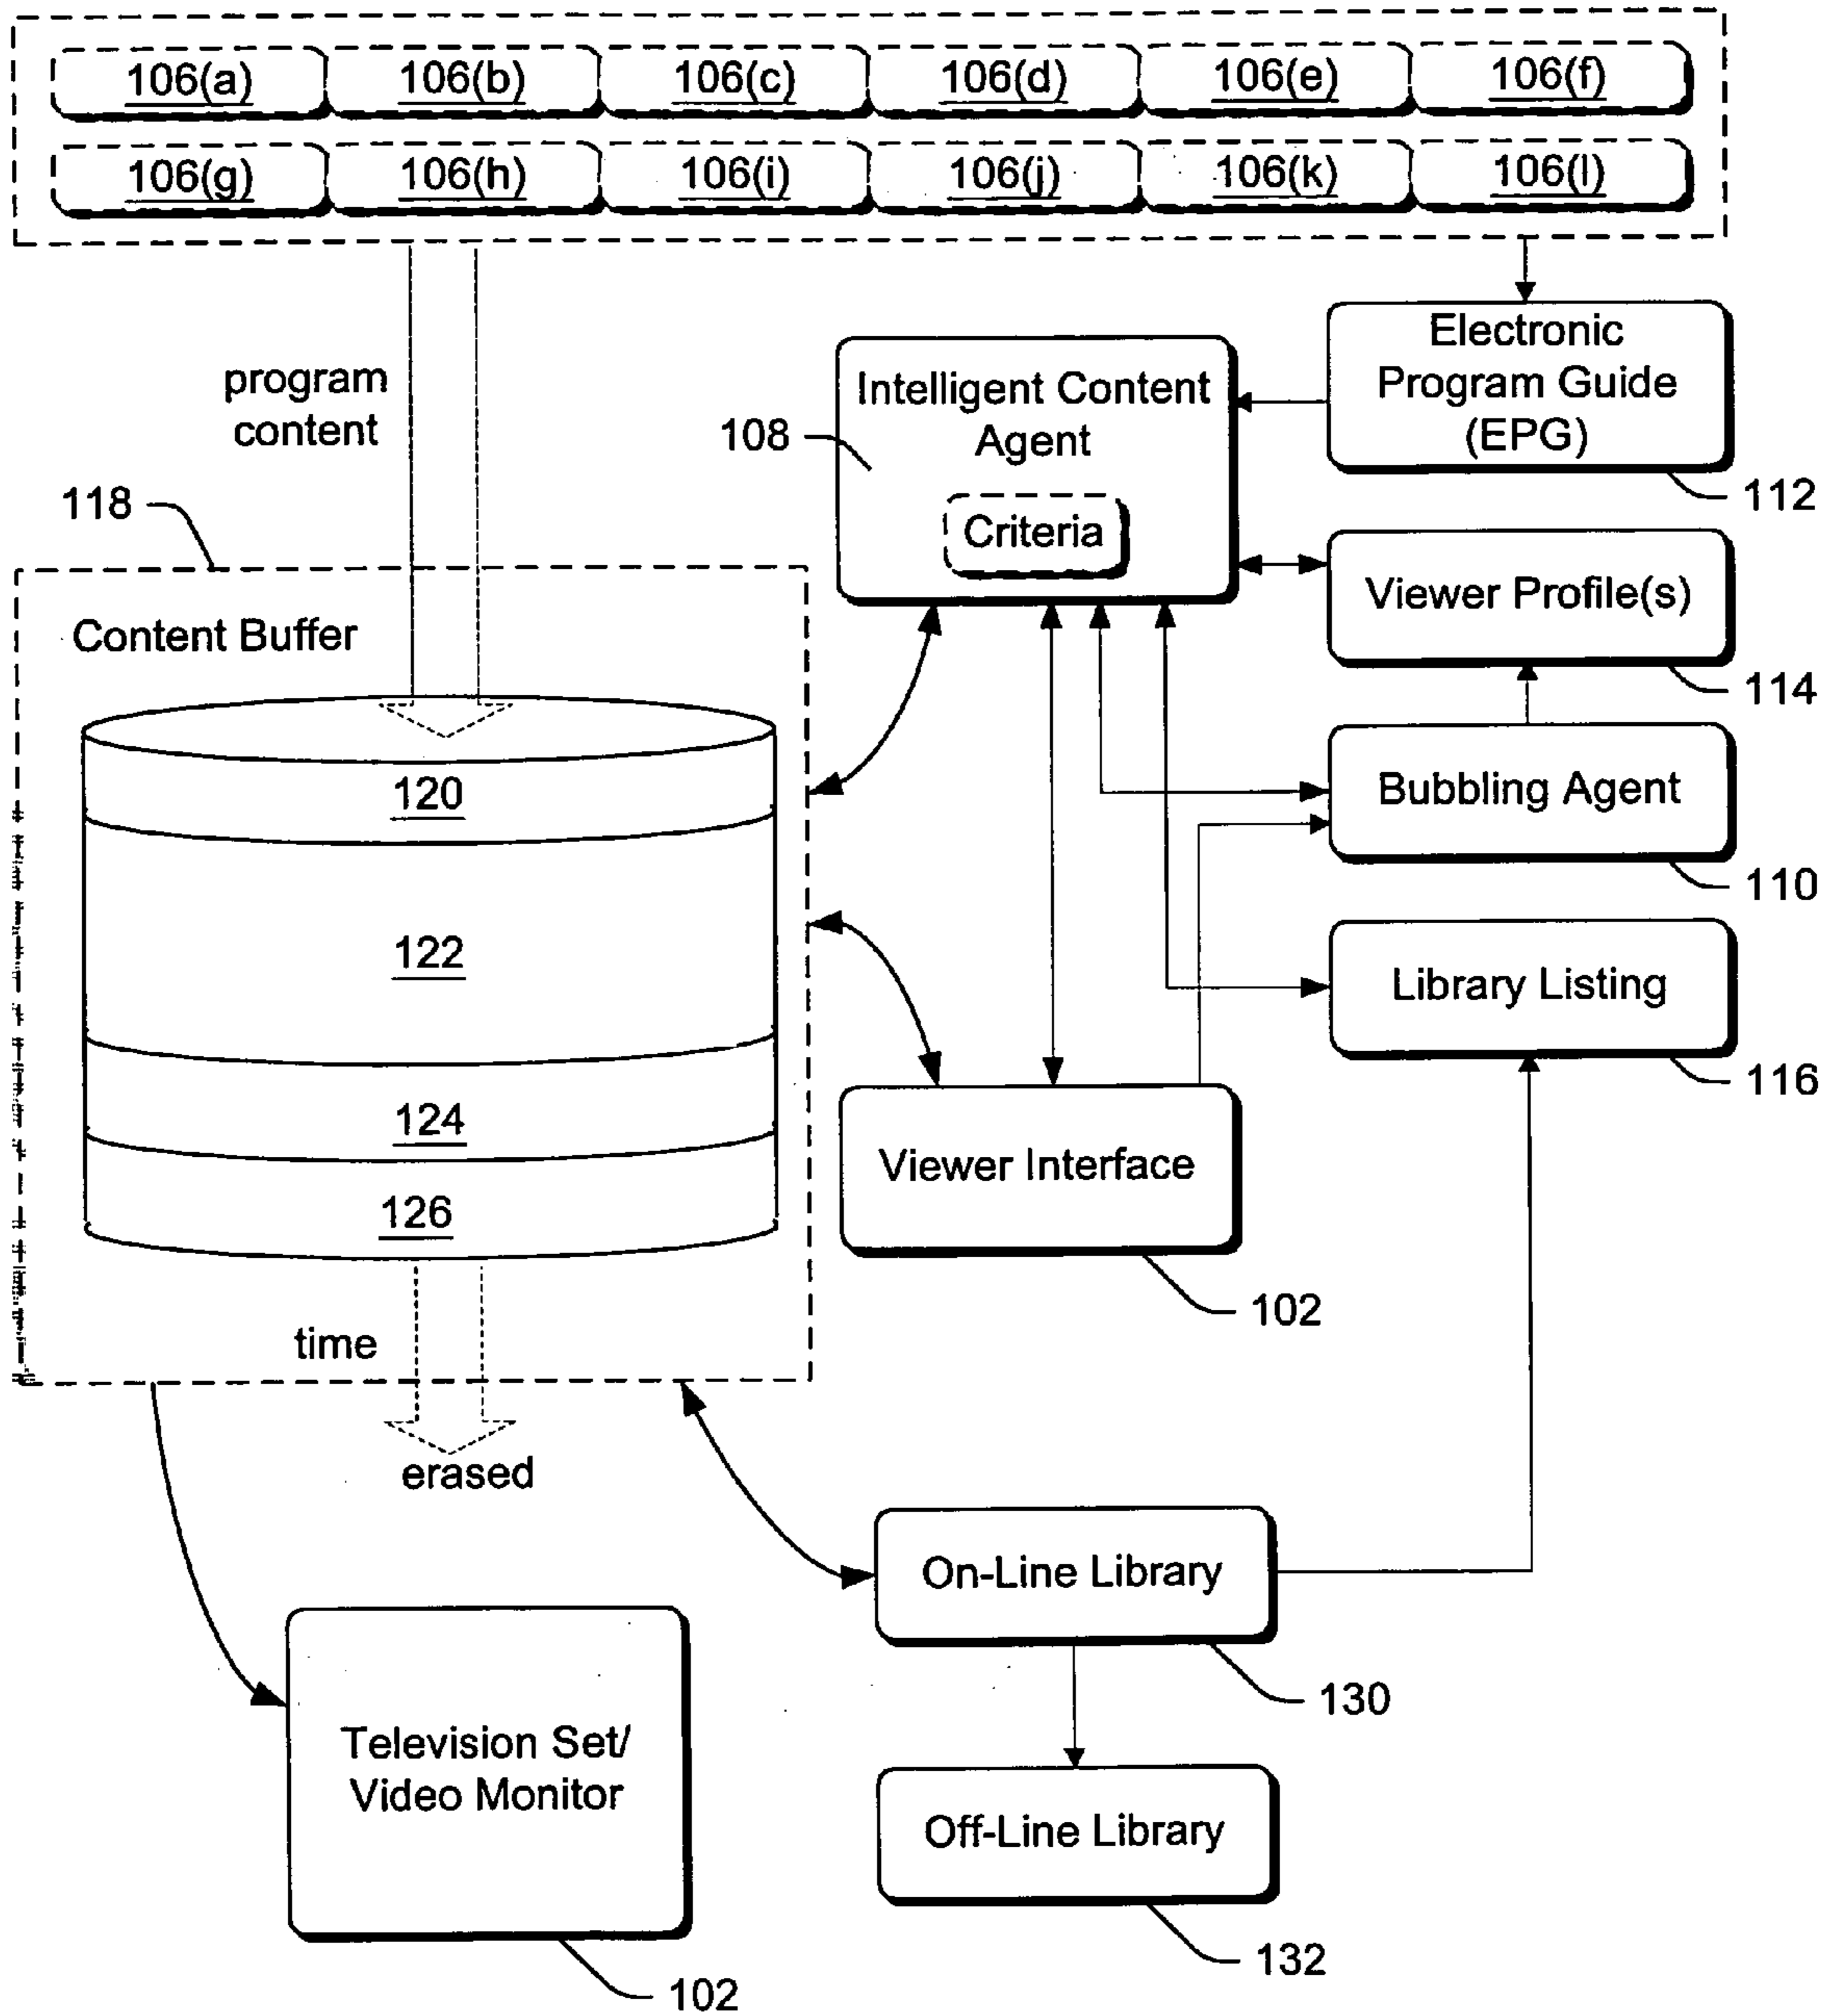 106(a) 106(b) 106(c) 106(d) 106(e) 106(f)
106(g) 106(h) 106(i) 106(j) 106(k) 106(l)
program
content
118
Content Buffer
120
122
124
126
time
erased
Intelligent Content
Agent
Criteria
108
Electronic
Program Guide
(EPG)
112
Viewer Profile(s)
114
Bubbling Agent
110
Library Listing
116
Viewer Interface
102
On-Line Library
130
Off-Line Library
132
Television Set/
Video Monitor
102